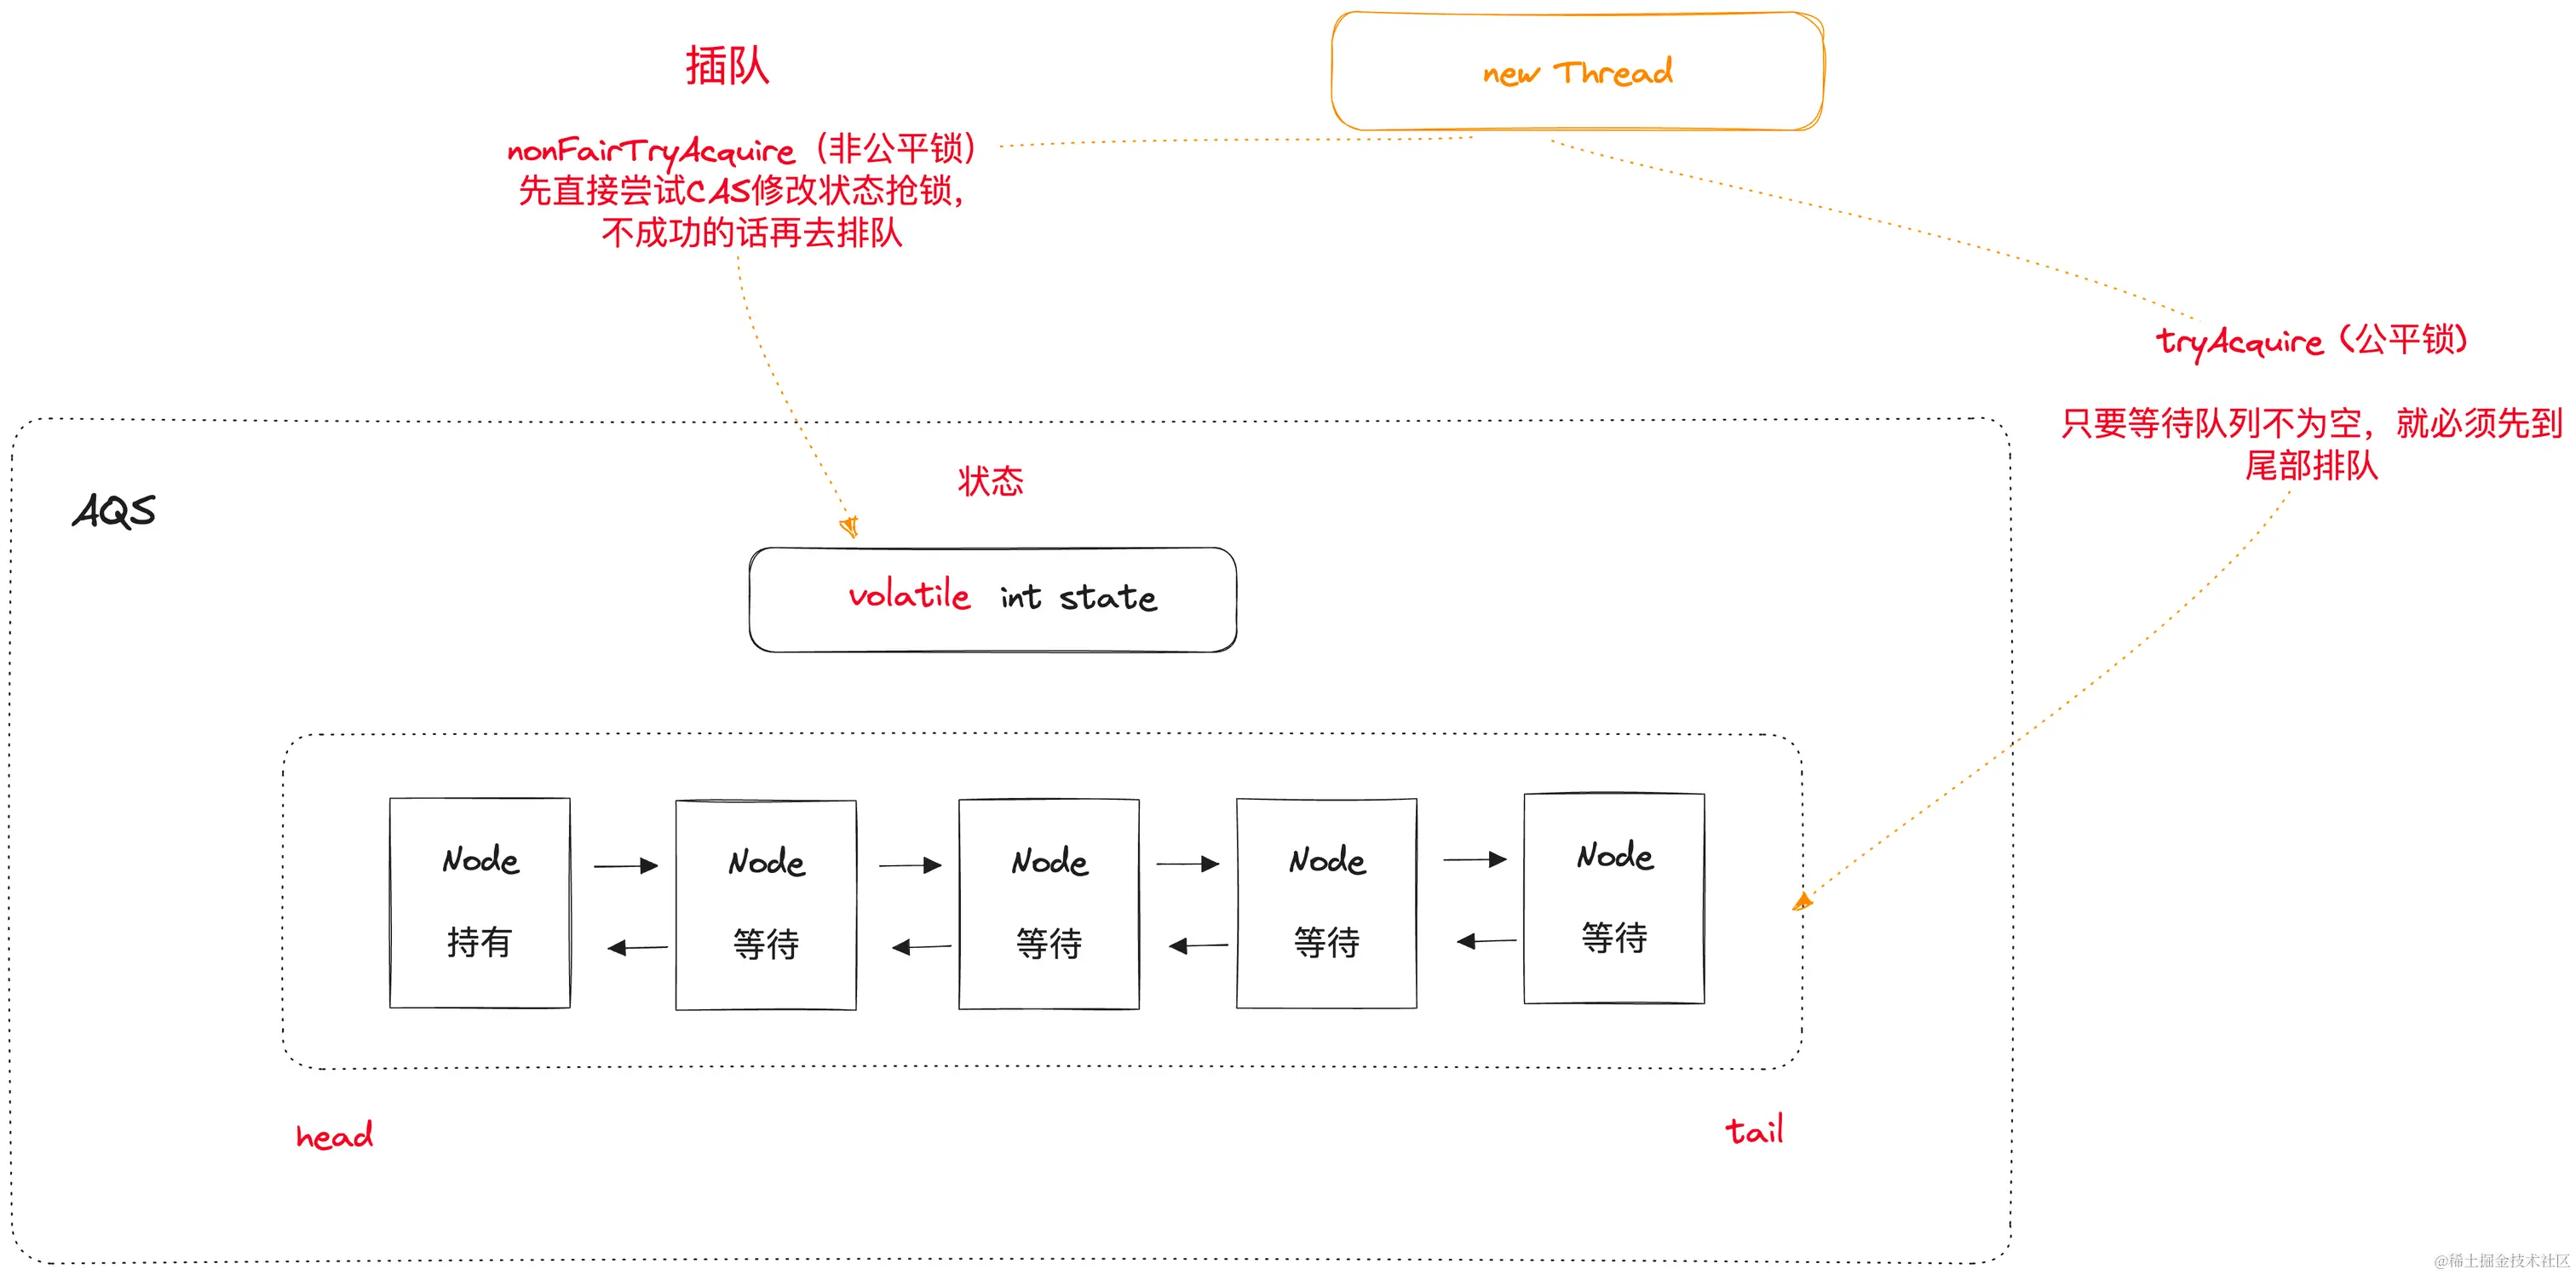 插队
new Thread
nonFairTryAcquire（非公平锁）
先直接尝试CAS修改状态抢锁，
不成功的话再去排队
tryAcquire（公平锁）
只要等待队列不为空，就必须先到
尾部排队
状态
AQS
volatile int state
Node
持有
Node
等待
Node
等待
Node
等待
Node
等待
head
tail
@稀土掘金技术社区